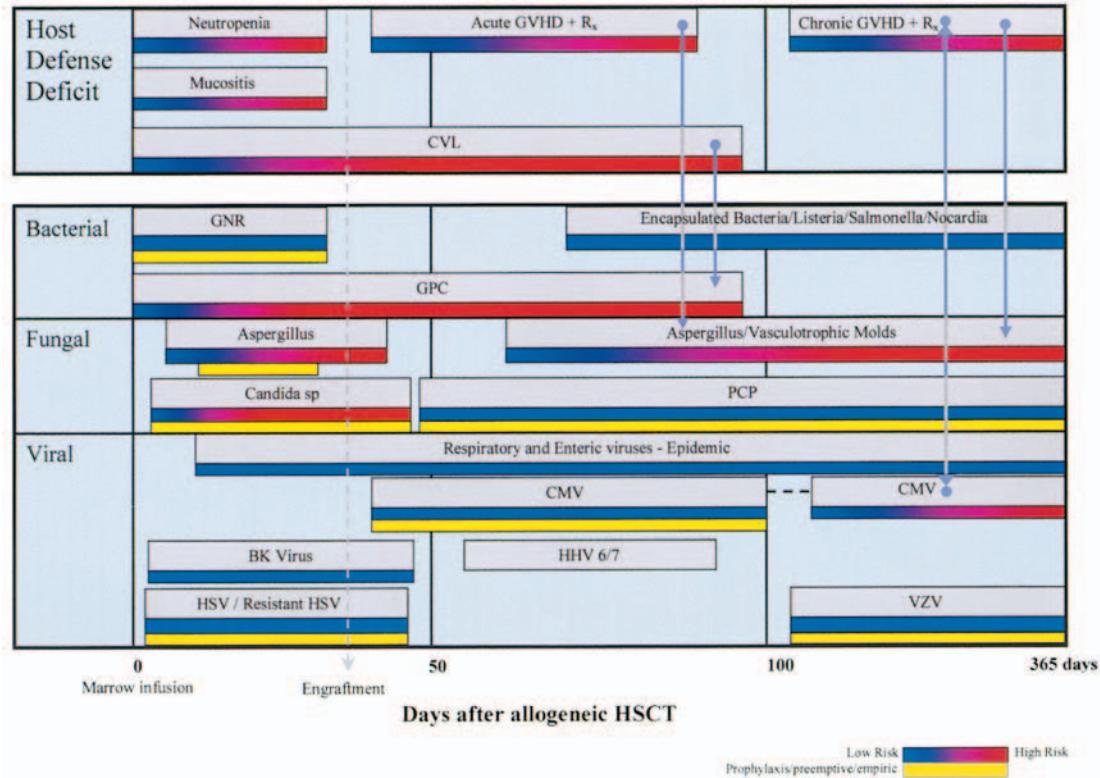 Host
Defense
Deficit
Neutropenia
Acute GVHD + Rx
Chronic GVHD + Rx
Mucositis
CVL
Bacterial
GNR
Encapsulated Bacteria/Listeria/Salmonella/Nocardia
GPC
Fungal
Aspergillus
Aspergillus/Vasculotrophic Molds
Candida sp
PCP
Viral
Respiratory and Enteric viruses - Epidemic
CMV
CMV
BK Virus
HHV 6/7
HSV / Resistant HSV
VZV
0
50
100
365 days
Marrow infusion
Engraftment
Days after allogeneic HSCT
Low Risk
High Risk
Prophylaxis/preemptive/empiric